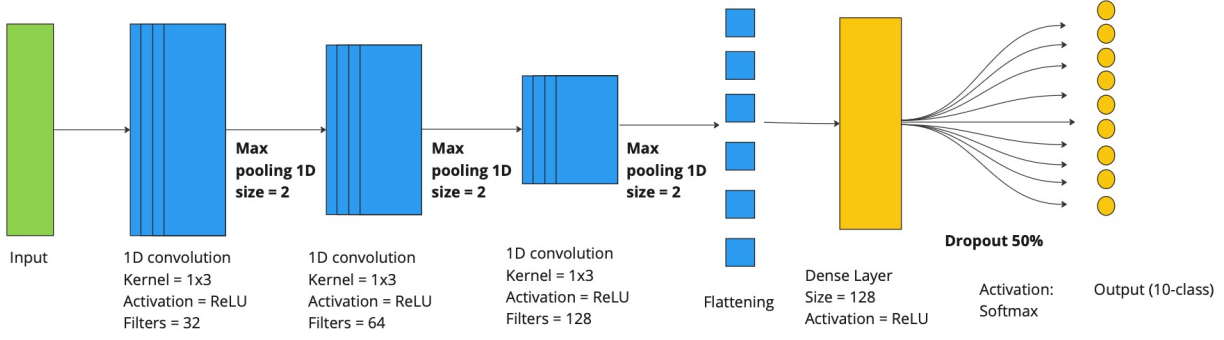 Input
1D convolution
Kernel = 1x3
Activation = ReLU
Filters = 32
Max
pooling 1D
size = 2
1D convolution
Kernel = 1x3
Activation = ReLU
Filters = 64
Max
pooling 1D
size = 2
1D convolution
Kernel = 1x3
Activation = ReLU
Filters = 128
Max
pooling 1D
size = 2
Flattening
Dense Layer
Size = 128
Activation = ReLU
Dropout 50%
Activation:
Softmax
Output (10-class)